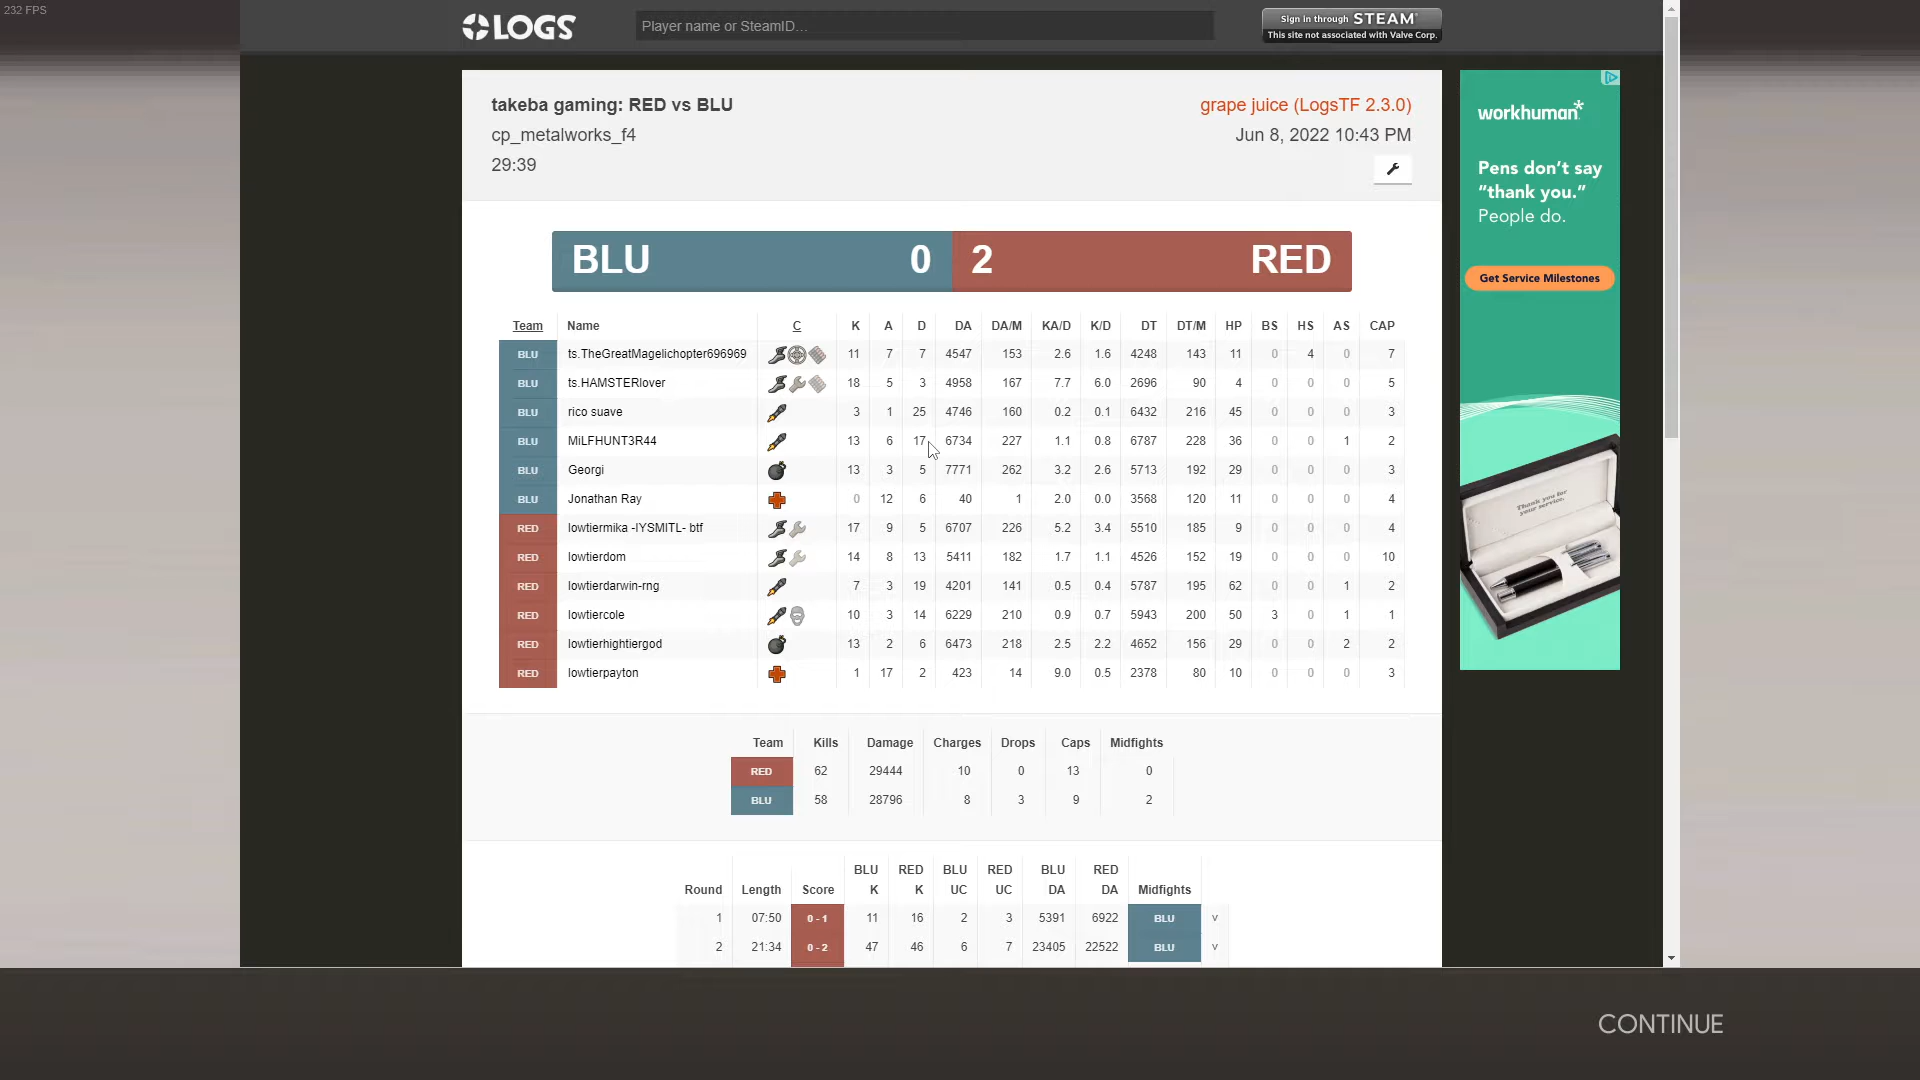 232 FPS
LOGS
Player name or SteamID...
Sign in through STEAM
This site not associated with Valve Corp.
takeba gaming: RED vs BLU
grape juice (LogsTF 2.3.0)
cp_metalworks_f4
Jun 8, 2022 10:43 PM
29:39
BLU 0 2 RED
Team Name C K A D DA DA/M KA/D K/D DT DT/M HP BS HS AS CAP
BLU ts.TheGreatMagelichopter696969 11 7 7 4547 153 2.6 1.6 4248 143 11 0 4 0 7
BLU ts.HAMSTERlover 18 5 3 4958 167 7.7 6.0 2696 90 4 0 0 0 5
BLU rico suave 3 1 25 4746 160 0.2 0.1 6432 216 45 0 0 0 3
BLU MiLFHUNT3R44 13 6 17 6734 227 1.1 0.8 6787 228 36 0 0 1 2
BLU Georgi 13 3 5 7771 262 3.2 2.6 5713 192 29 0 0 0 3
BLU Jonathan Ray 0 12 6 40 1 2.0 0.0 3568 120 11 0 0 0 4
RED lowtiermika -IYSMITL- btf 17 9 5 6707 226 5.2 3.4 5510 185 9 0 0 0 4
RED lowtierdom 14 8 13 5411 182 1.7 1.1 4526 152 19 0 0 0 10
RED lowtierdarwin-rng 7 3 19 4201 141 0.5 0.4 5787 195 62 0 0 1 2
RED lowtiercole 10 3 14 6229 210 0.9 0.7 5943 200 50 3 0 1 1
RED lowtierhightiergod 13 2 6 6473 218 2.5 2.2 4652 156 29 0 0 2 2
RED lowtierpayton 1 17 2 423 14 9.0 0.5 2378 80 10 0 0 0 3
Team Kills Damage Charges Drops Caps Midfights
RED 62 29444 10 0 13 0
BLU 58 28796 8 3 9 2
Round Length Score BLU K RED K BLU UC RED UC BLU DA RED DA Midfights
1 07:50 0 - 1 11 16 2 3 5391 6922 BLU v
2 21:34 0 - 2 47 46 6 7 23405 22522 BLU v
workhuman*
Pens don't say
“thank you.”
People do.
Get Service Milestones
Thank you for
your service.
CONTINUE